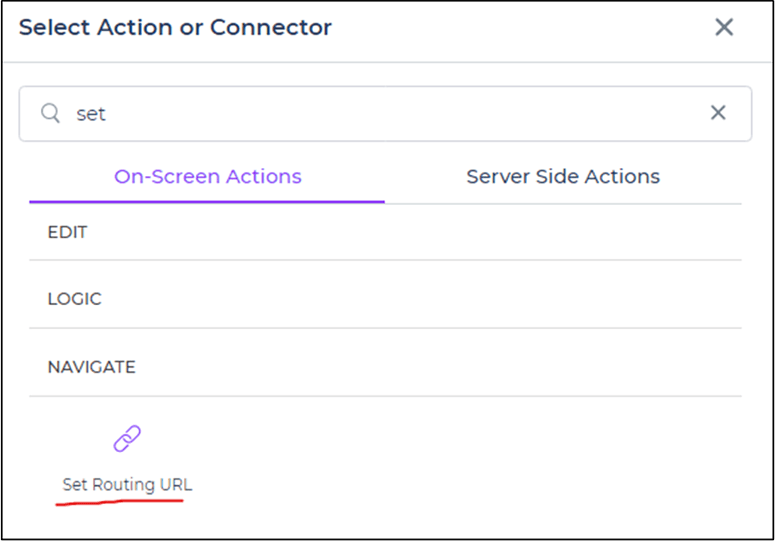 Select Action or Connector
set
On-Screen Actions
Server Side Actions
EDIT
LOGIC
NAVIGATE
Set Routing URL